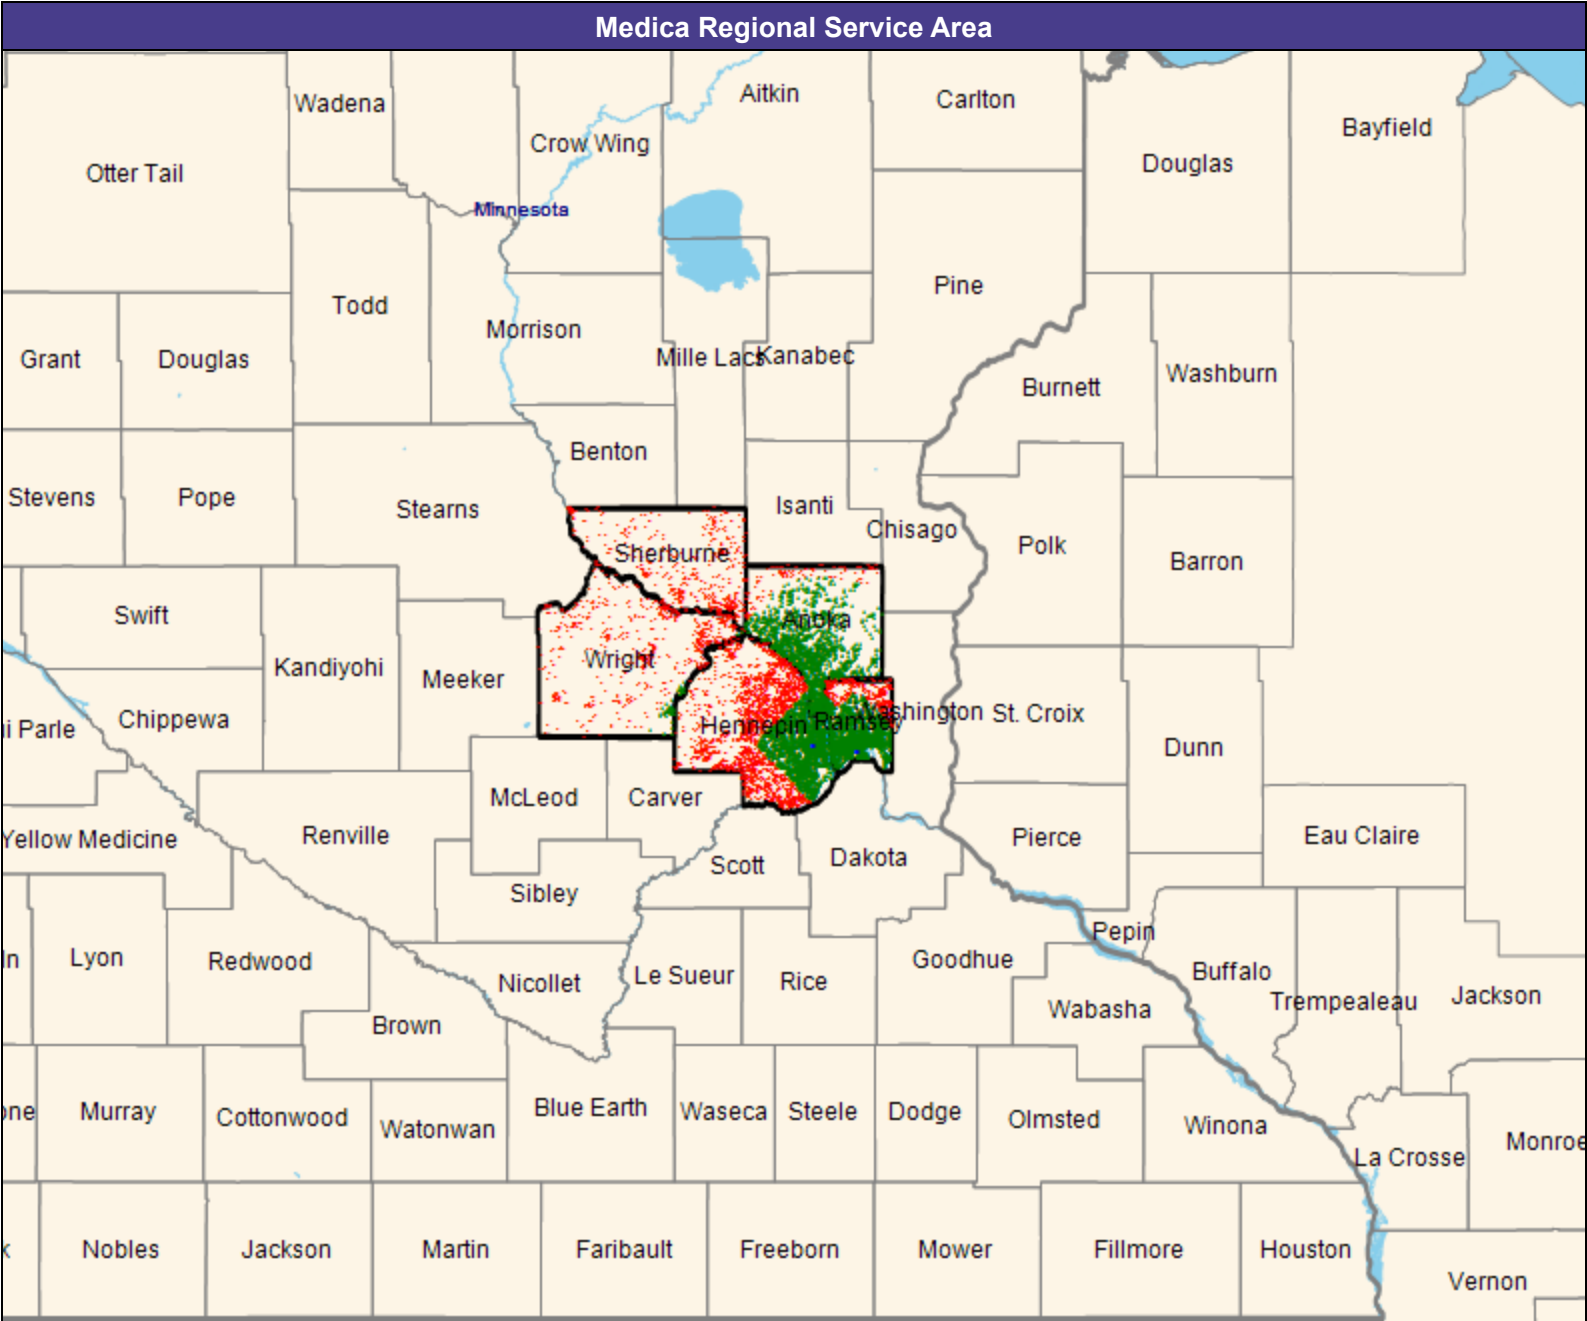 Medica Regional Service Area
Wadena
Aitkin
Carlton
Bayfield
Crow Wing
Otter Tail
Douglas
Minnesota
Pine
Todd
Morrison
Grant
Douglas
Mille Lacs
Kanabec
Burnett
Washburn
Benton
Stevens
Pope
Stearns
Isanti
Chisago
Polk
Barron
Sherburne
Swift
Anoka
Kandiyohi
Wright
Meeker
Chippewa
i Parle
Hennepin
Ramsey
Washington
St. Croix
Dunn
McLeod
Carver
Yellow Medicine
Renville
Scott
Dakota
Pierce
Eau Claire
Sibley
Pepin
ln
Lyon
Redwood
Nicollet
Le Sueur
Rice
Goodhue
Buffalo
Trempealeau
Jackson
Wabasha
Brown
one
Murray
Cottonwood
Watonwan
Blue Earth
Waseca
Steele
Dodge
Olmsted
Winona
La Crosse
Monroe
k
Nobles
Jackson
Martin
Faribault
Freeborn
Mower
Fillmore
Houston
Vernon